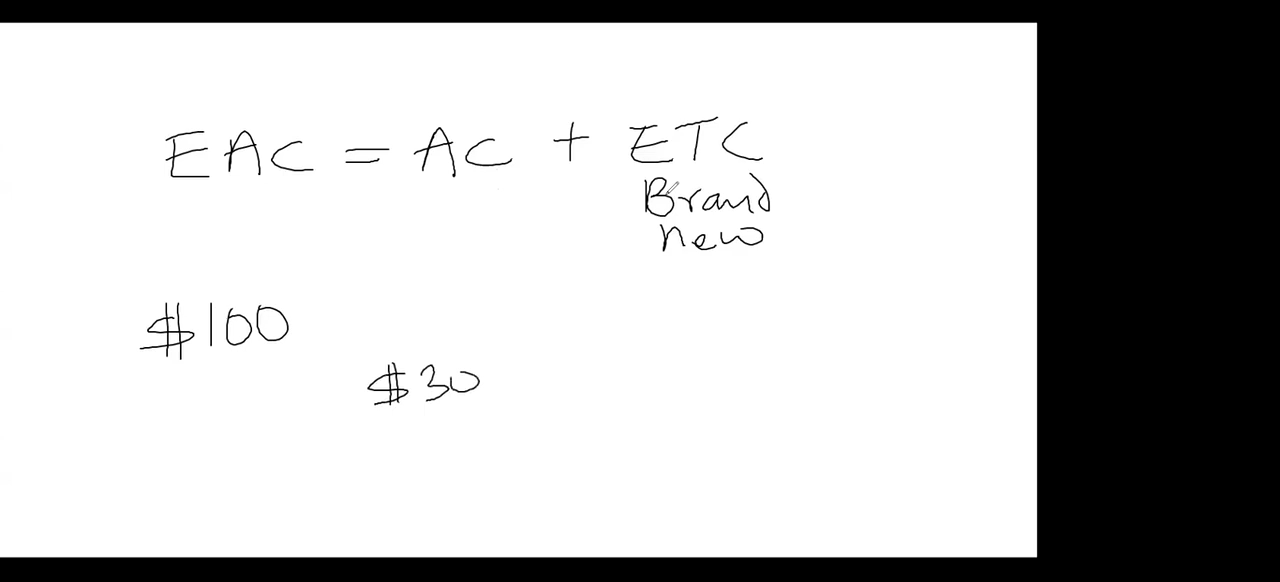 EAC = AC + ETC
Brand
new
$100
$30